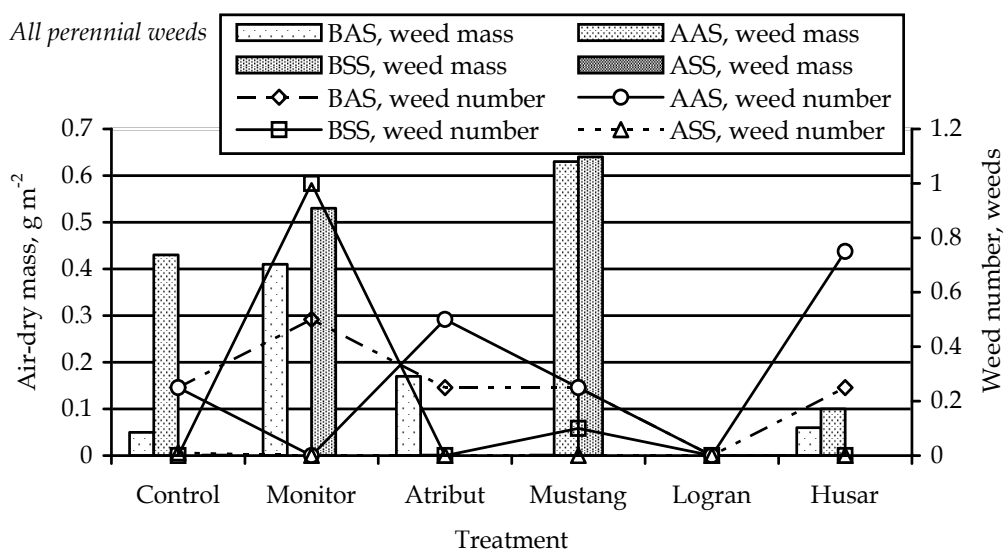 All perennial weeds
BAS, weed mass AAS, weed mass
BSS, weed mass ASS, weed mass
BAS, weed number AAS, weed number
BSS, weed number ASS, weed number
0.7
0.6
0.5
0.4
0.3
0.2
0.1
0
Air-dry mass, g m⁻²
1.2
1
0.8
0.6
0.4
0.2
0
Weed number, weeds
Control Monitor Atribut Mustang Logran Husar
Treatment